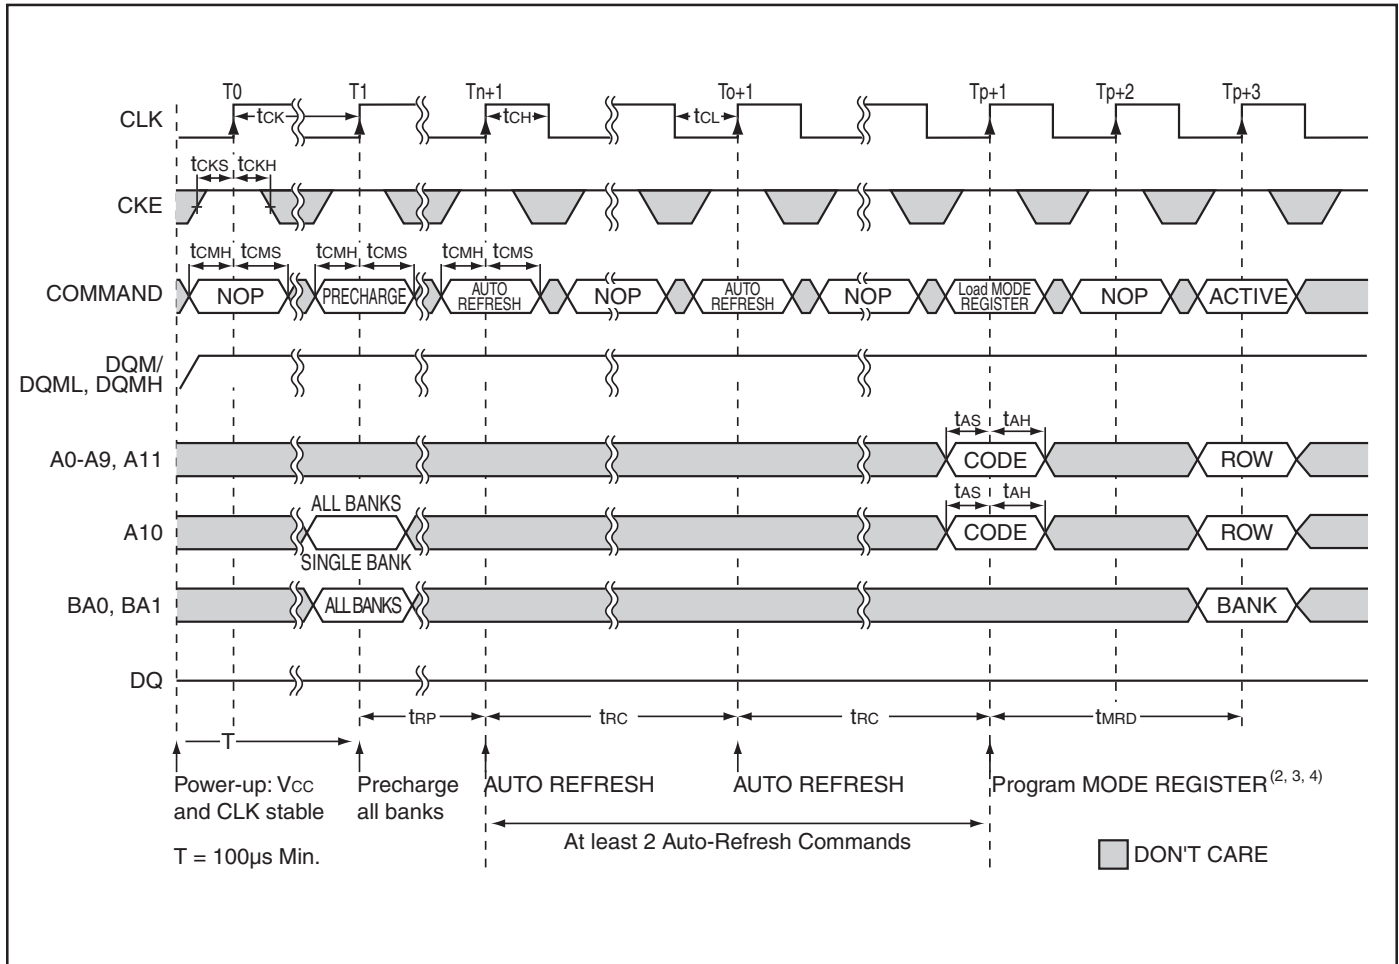 T0 T1 Tn+1 To+1 Tp+1 Tp+2 Tp+3
CLK tCK tCH tCL
tCKS tCKH
CKE
tCMH tCMS tCMH tCMS tCMH tCMS
COMMAND NOP PRECHARGE AUTO REFRESH NOP AUTO REFRESH NOP Load MODE REGISTER NOP ACTIVE
DQM/
DQML, DQMH
tAS tAH
A0-A9, A11 CODE ROW
ALL BANKS tAS tAH
A10 CODE ROW
SINGLE BANK
BA0, BA1 ALL BANKS BANK
DQ
tRP tRC tRC tMRD
T
Power-up: VCC
and CLK stable
Precharge
all banks
AUTO REFRESH
AUTO REFRESH
Program MODE REGISTER(2, 3, 4)
At least 2 Auto-Refresh Commands
T = 100µs Min.
DON'T CARE